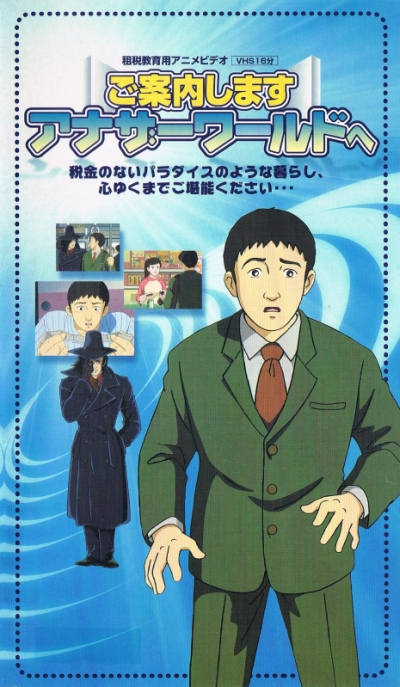 租税教育用アニメビデオ VHS16分
ご案内します
アナザーワールドへ
税金のないパラダイスのような暮らし、
心ゆくまでご堪能ください・・・